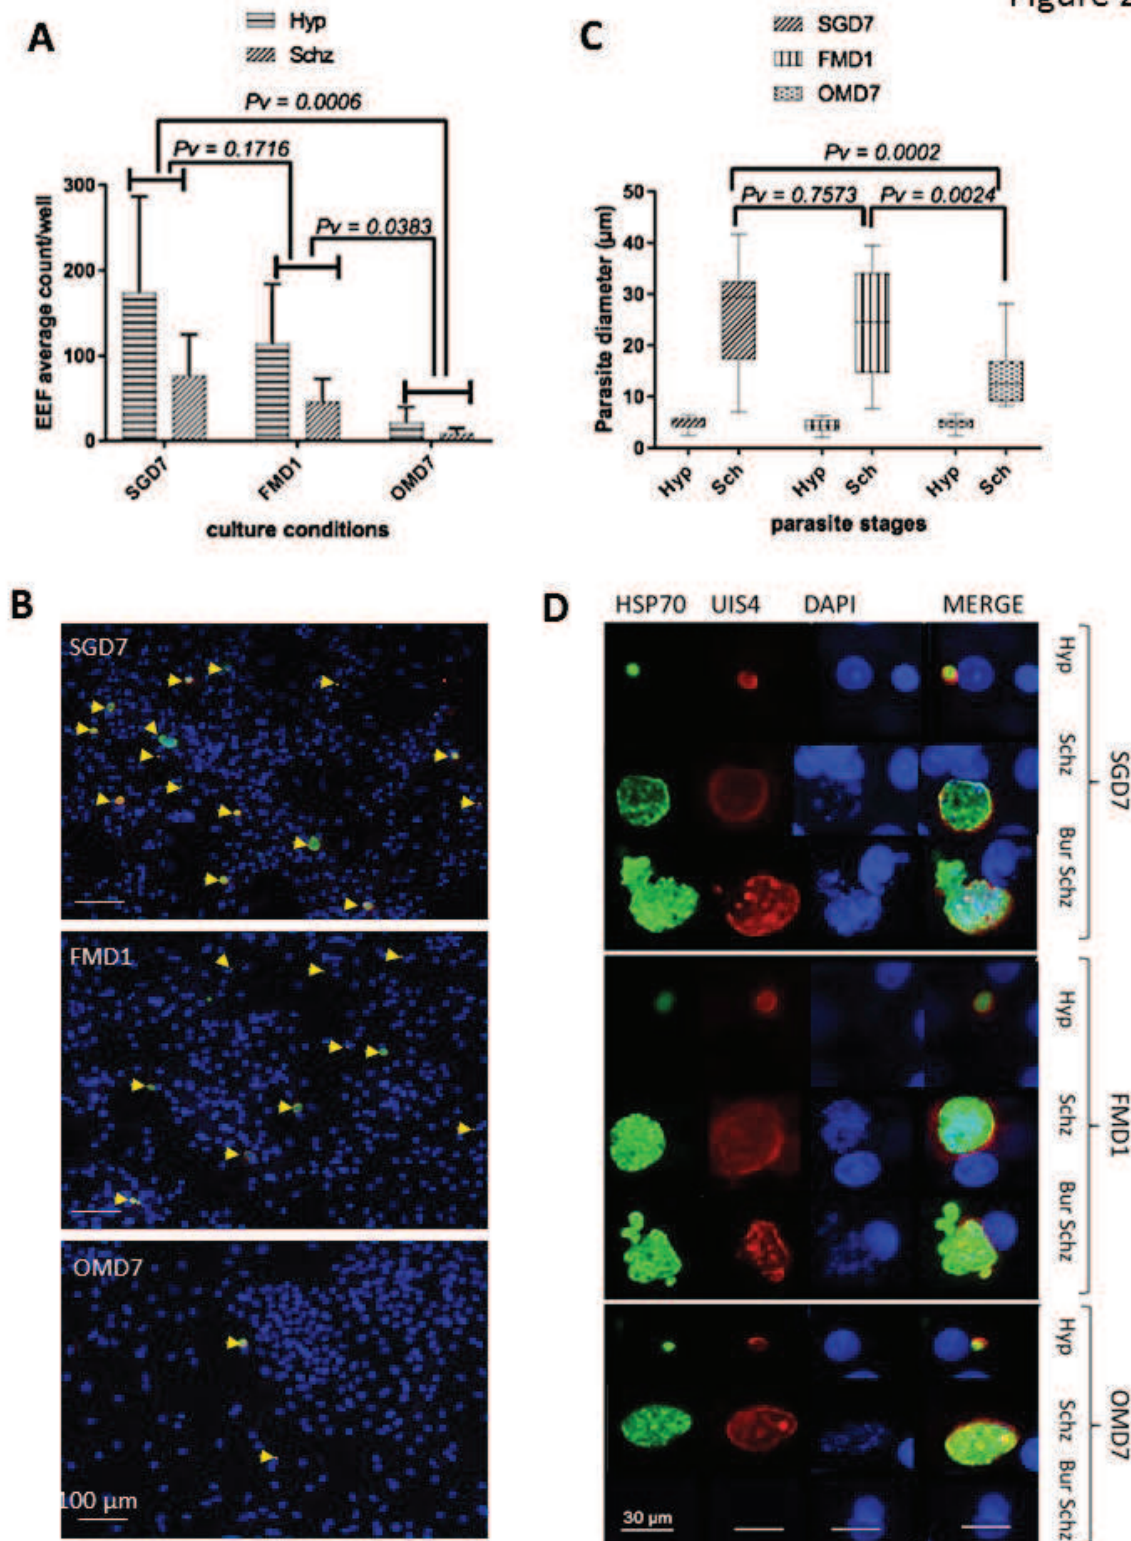 Figure 2
A
Hyp
Schz
Pv = 0.0006
Pv = 0.1716
Pv = 0.0383
300
200
100
0
EEF average count/well
SGD7
FMD1
OMD7
culture conditions
C
SGD7
FMD1
OMD7
Pv = 0.0002
Pv = 0.7573
Pv = 0.0024
50
40
30
20
10
0
Parasite diameter (µm)
Hyp
Sch
Hyp
Sch
Hyp
Sch
parasite stages
B
SGD7
FMD1
OMD7
100 µm
D
HSP70 UIS4 DAPI MERGE
Hyp
Schz
Bur Schz
SGD7
Hyp
Schz
Bur Schz
FMD1
Hyp
Schz
Bur Schz
OMD7
30 µm